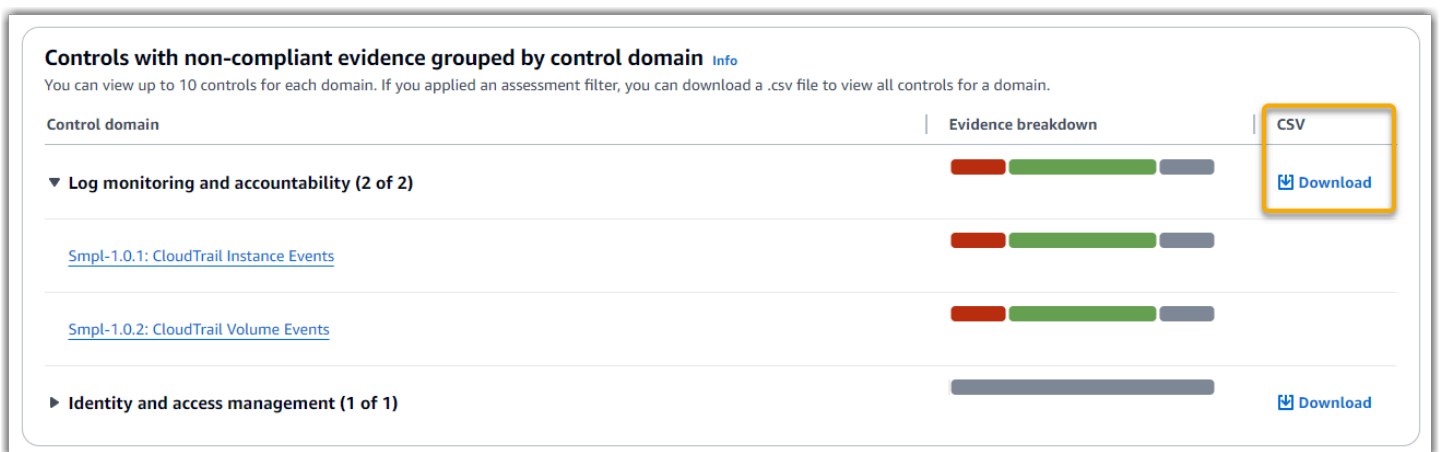 Controls with non-compliant evidence grouped by control domain Info
You can view up to 10 controls for each domain. If you applied an assessment filter, you can download a .csv file to view all controls for a domain.
Control domain Evidence breakdown CSV
Log monitoring and accountability (2 of 2) Download
Smpl-1.0.1: CloudTrail Instance Events
Smpl-1.0.2: CloudTrail Volume Events
Identity and access management (1 of 1) Download